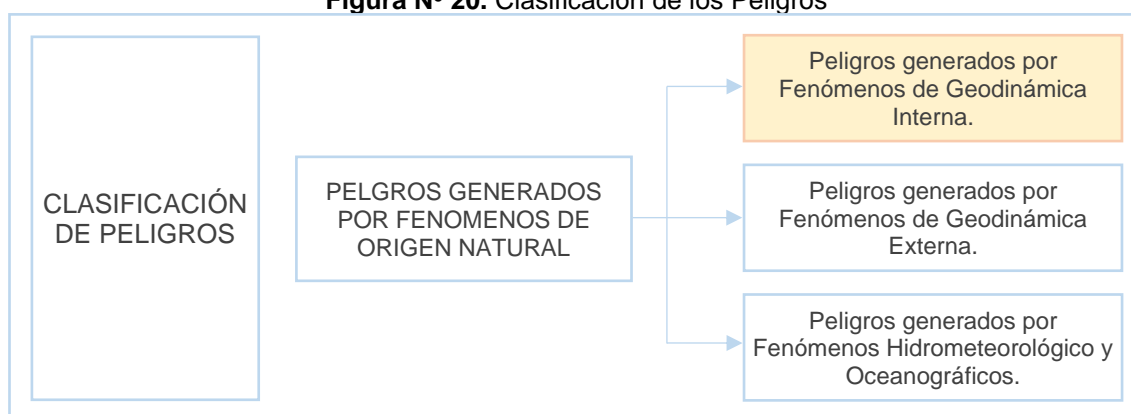 Figura Nº 20. Clasificación de los Peligros
CLASIFICACIÓN
DE PELIGROS
PELGROS GENERADOS
POR FENOMENOS DE
ORIGEN NATURAL
Peligros generados por
Fenómenos de Geodinámica
Interna.
Peligros generados por
Fenómenos de Geodinámica
Externa.
Peligros generados por
Fenómenos Hidrometeorológico y
Oceanográficos.